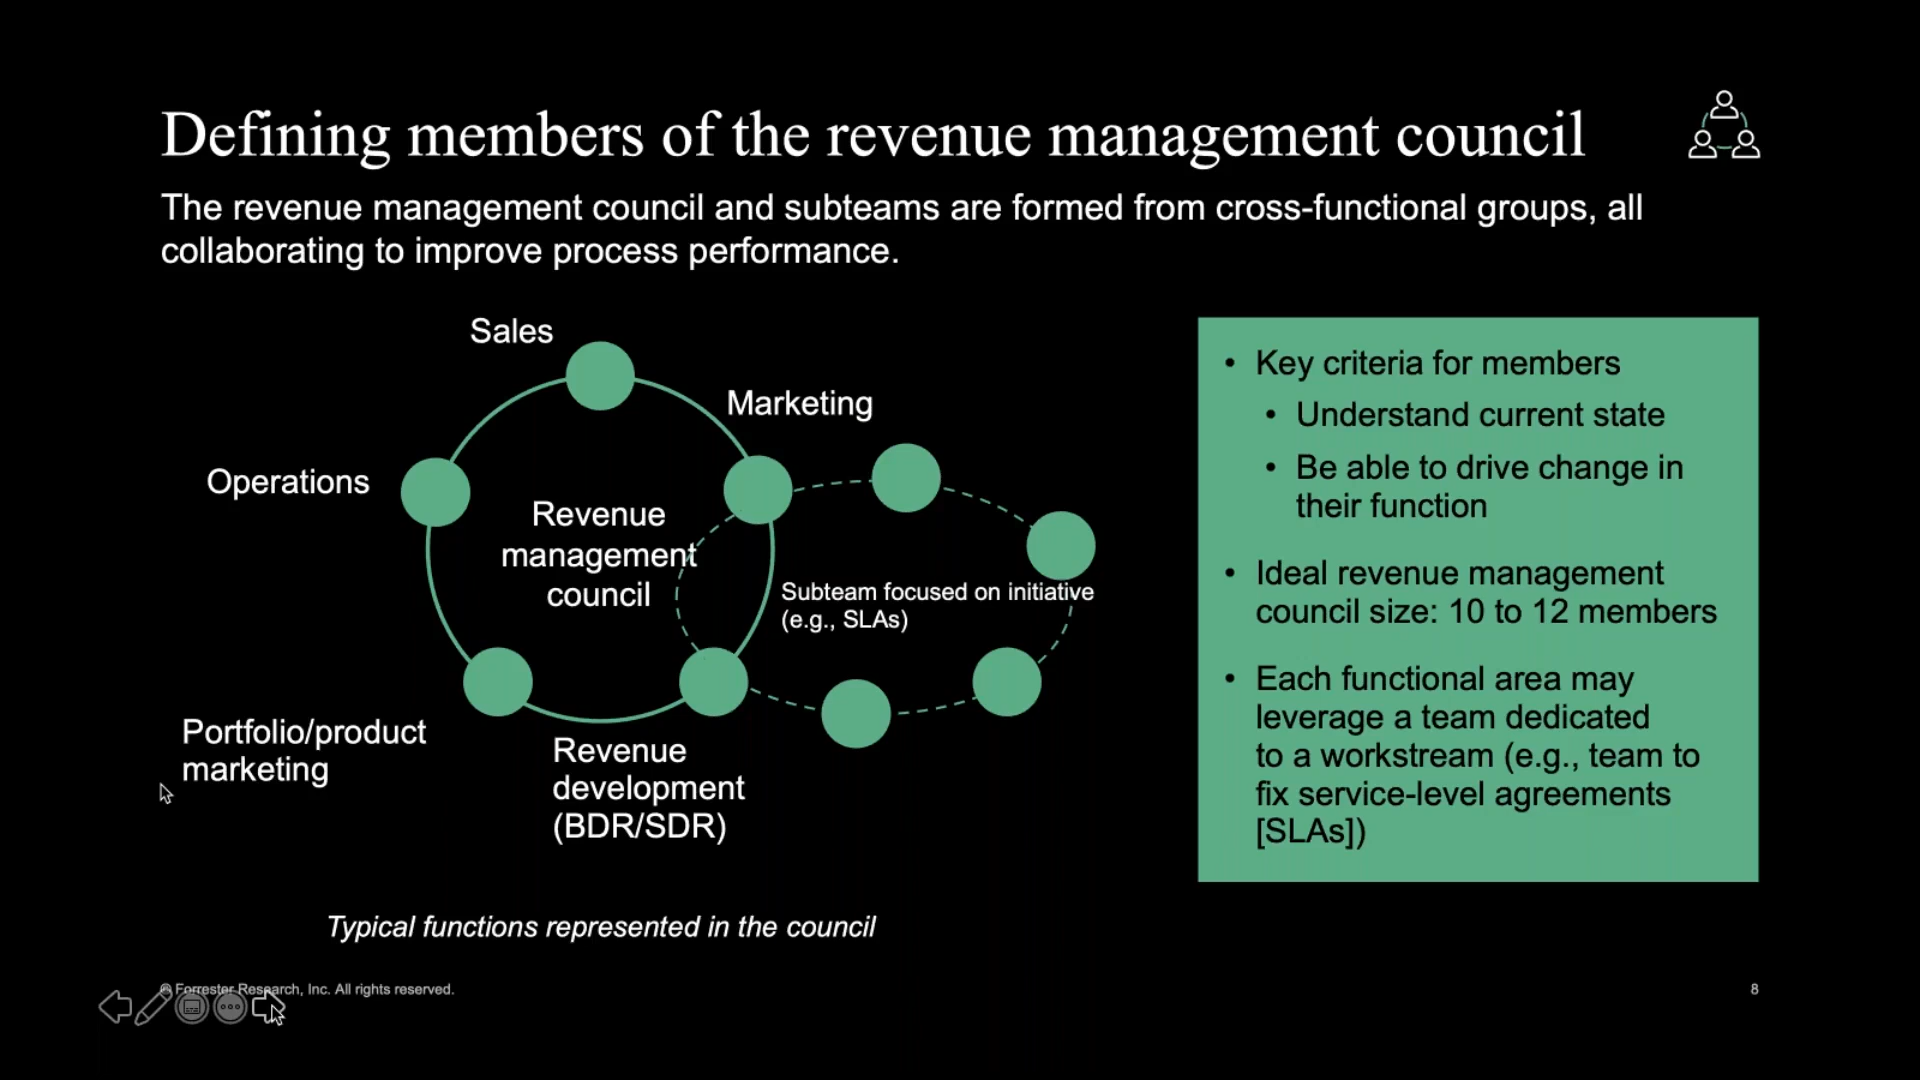 Defining members of the revenue management council
The revenue management council and subteams are formed from cross-functional groups, all
collaborating to improve process performance.
Sales
Marketing
Operations
Revenue
management
council
Subteam focused on initiative
(e.g., SLAs)
Portfolio/product
marketing
Revenue
development
(BDR/SDR)
Typical functions represented in the council
• Key criteria for members
• Understand current state
• Be able to drive change in
their function
• Ideal revenue management
council size: 10 to 12 members
• Each functional area may
leverage a team dedicated
to a workstream (e.g., team to
fix service-level agreements
[SLAs])
© Forrester Research, Inc. All rights reserved.
8